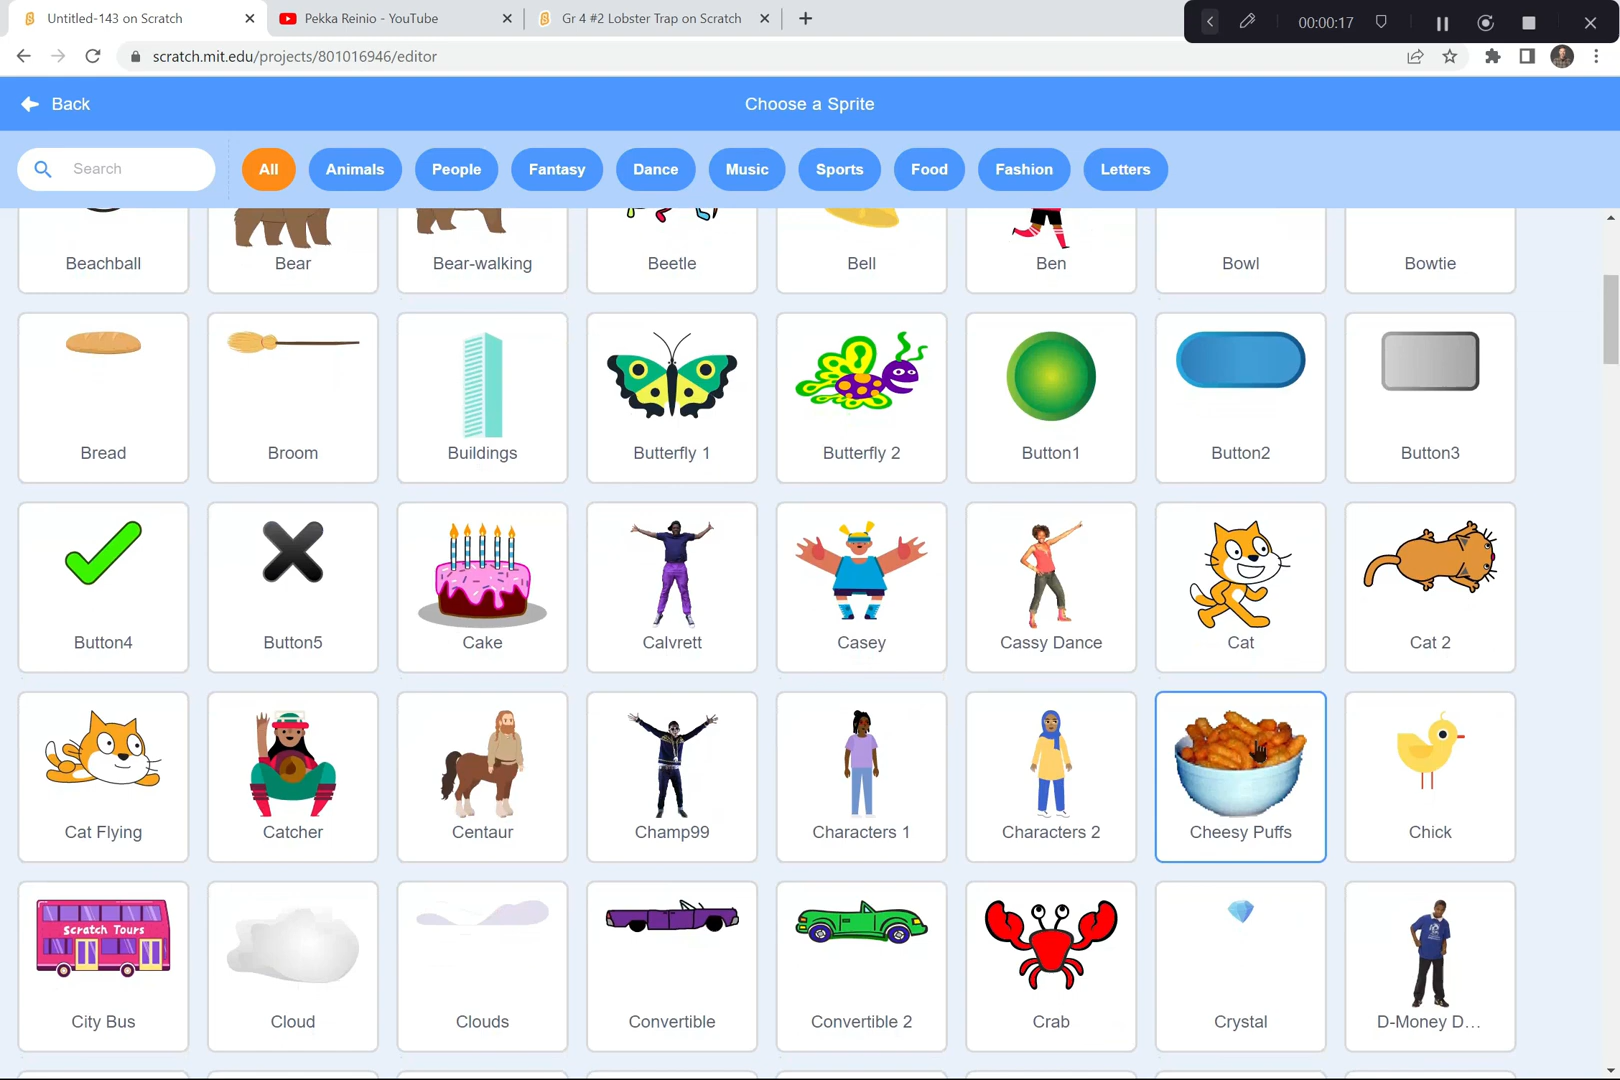 Untitled-143 on Scratch
Pekka Reinio - YouTube
Gr 4 #2 Lobster Trap on Scratch
00:00:17
scratch.mit.edu/projects/801016946/editor
Back
Choose a Sprite
Search
All
Animals
People
Fantasy
Dance
Music
Sports
Food
Fashion
Letters
Beachball
Bear
Bear-walking
Beetle
Bell
Ben
Bowl
Bowtie
Bread
Broom
Buildings
Butterfly 1
Butterfly 2
Button1
Button2
Button3
Button4
Button5
Cake
Calvrett
Casey
Cassy Dance
Cat
Cat 2
Cat Flying
Catcher
Centaur
Champ99
Characters 1
Characters 2
Cheesy Puffs
Chick
Scratch Tours
City Bus
Cloud
Clouds
Convertible
Convertible 2
Crab
Crystal
D-Money D...